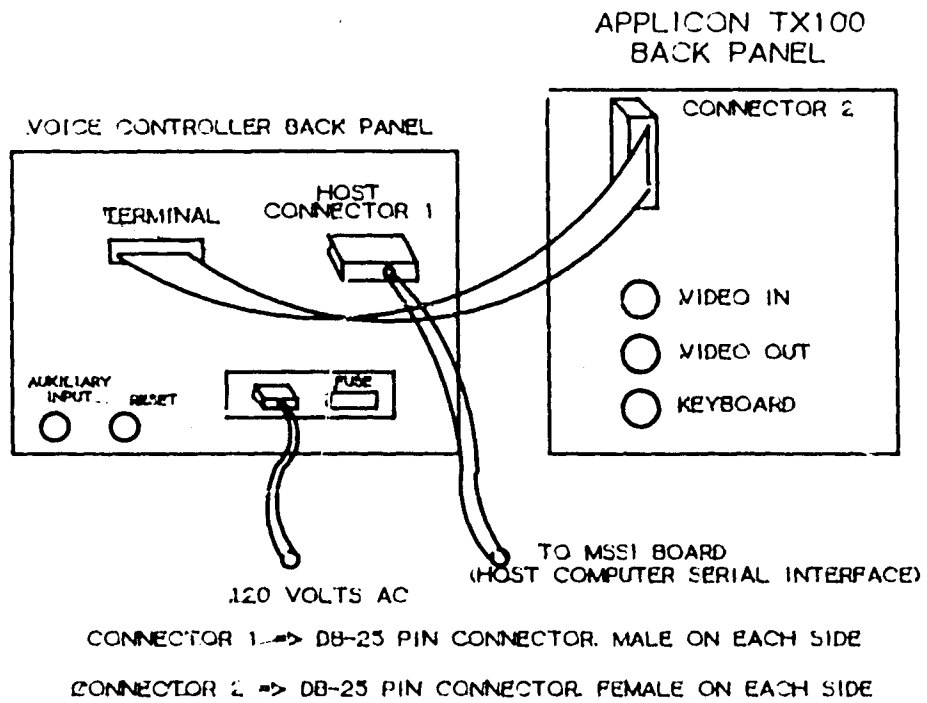 APPLICON TX100
BACK PANEL
CONNECTOR 2
VOICE CONTROLLER BACK PANEL
HOST
CONNECTOR 1
TERMINAL
VIDEO IN
VIDEO OUT
KEYBOARD
AUXILIARY
INPUT
RESET
FUSE
TO MSSI BOARD
(HOST COMPUTER SERIAL INTERFACE)
120 VOLTS AC
CONNECTOR 1 => DB-25 PIN CONNECTOR. MALE ON EACH SIDE
CONNECTOR 2 => DB-25 PIN CONNECTOR. FEMALE ON EACH SIDE